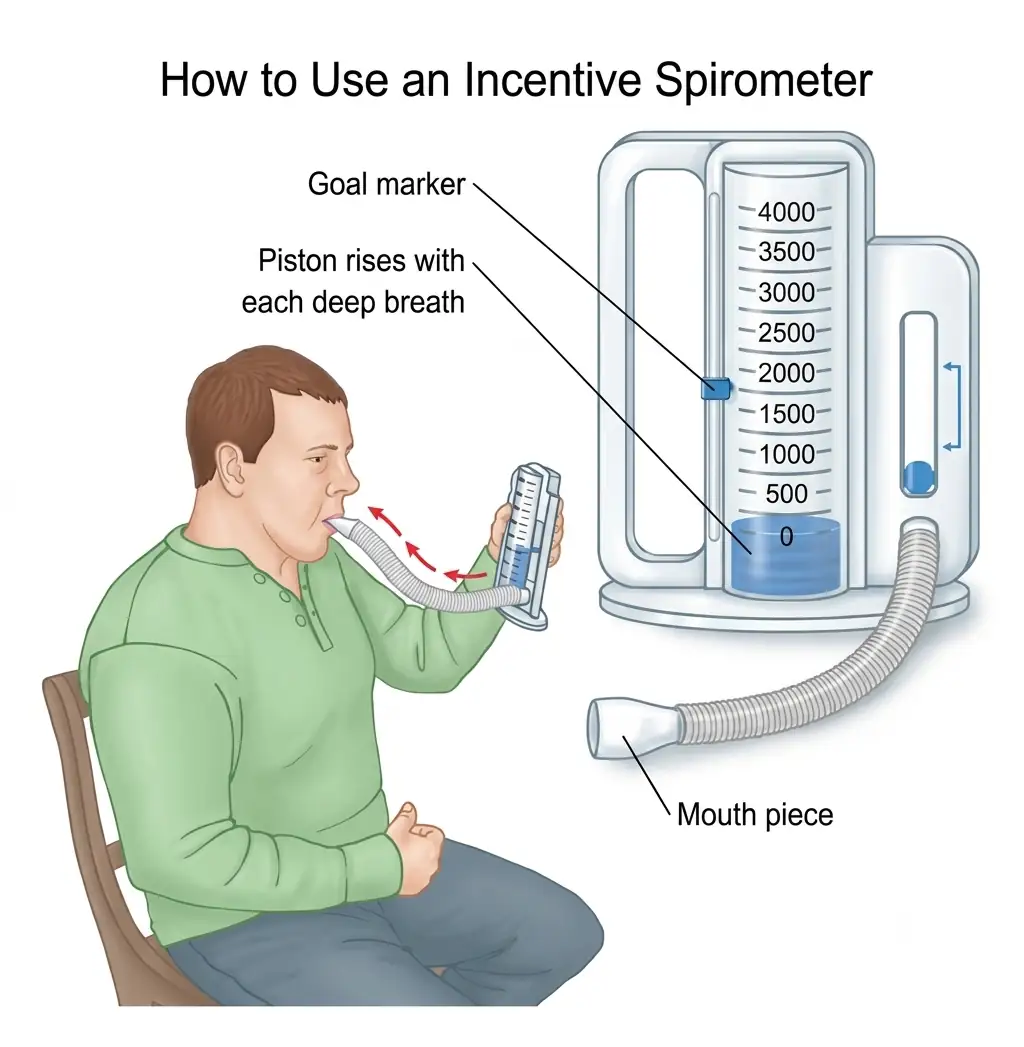 How to Use an Incentive Spirometer
Goal marker
Piston rises with
each deep breath
4000
3500
3000
2500
2000
1500
1000
500
0
Mouth piece